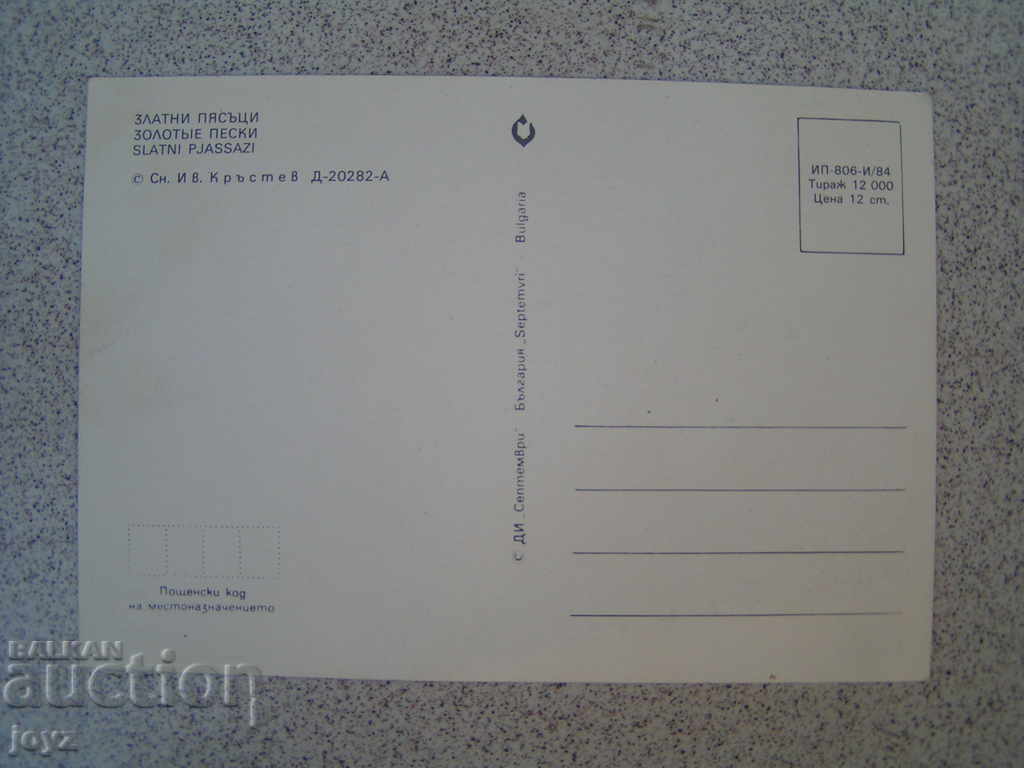 ЗЛАТНИ ПЯСЪЦИ
ЗОЛОТЫЕ ПЕСКИ
SLATNI PJASSAZI
© Сн. Ив. Кръстев Д-20282-А
© ДИ „Септември" България „Septemvri" Bulgaria
ИП-806-И/84
Тираж 12 000
Цена 12 ст.
Пощенски код
на местоназначението
BALKAN
auction
joyz